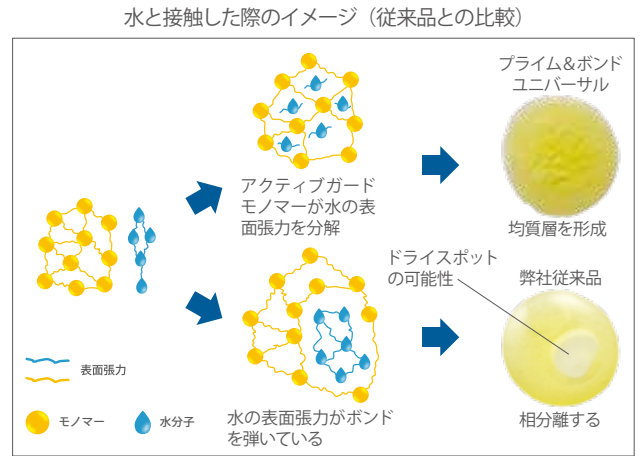 水と接触した際のイメージ（従来品との比較）
プライム＆ボンド
ユニバーサル
アクティブガード
モノマーが水の表
面張力を分解
均質層を形成
ドライスポット
の可能性
弊社従来品
表面張力
モノマー
水分子
水の表面張力がボンド
を弾いている
相分離する